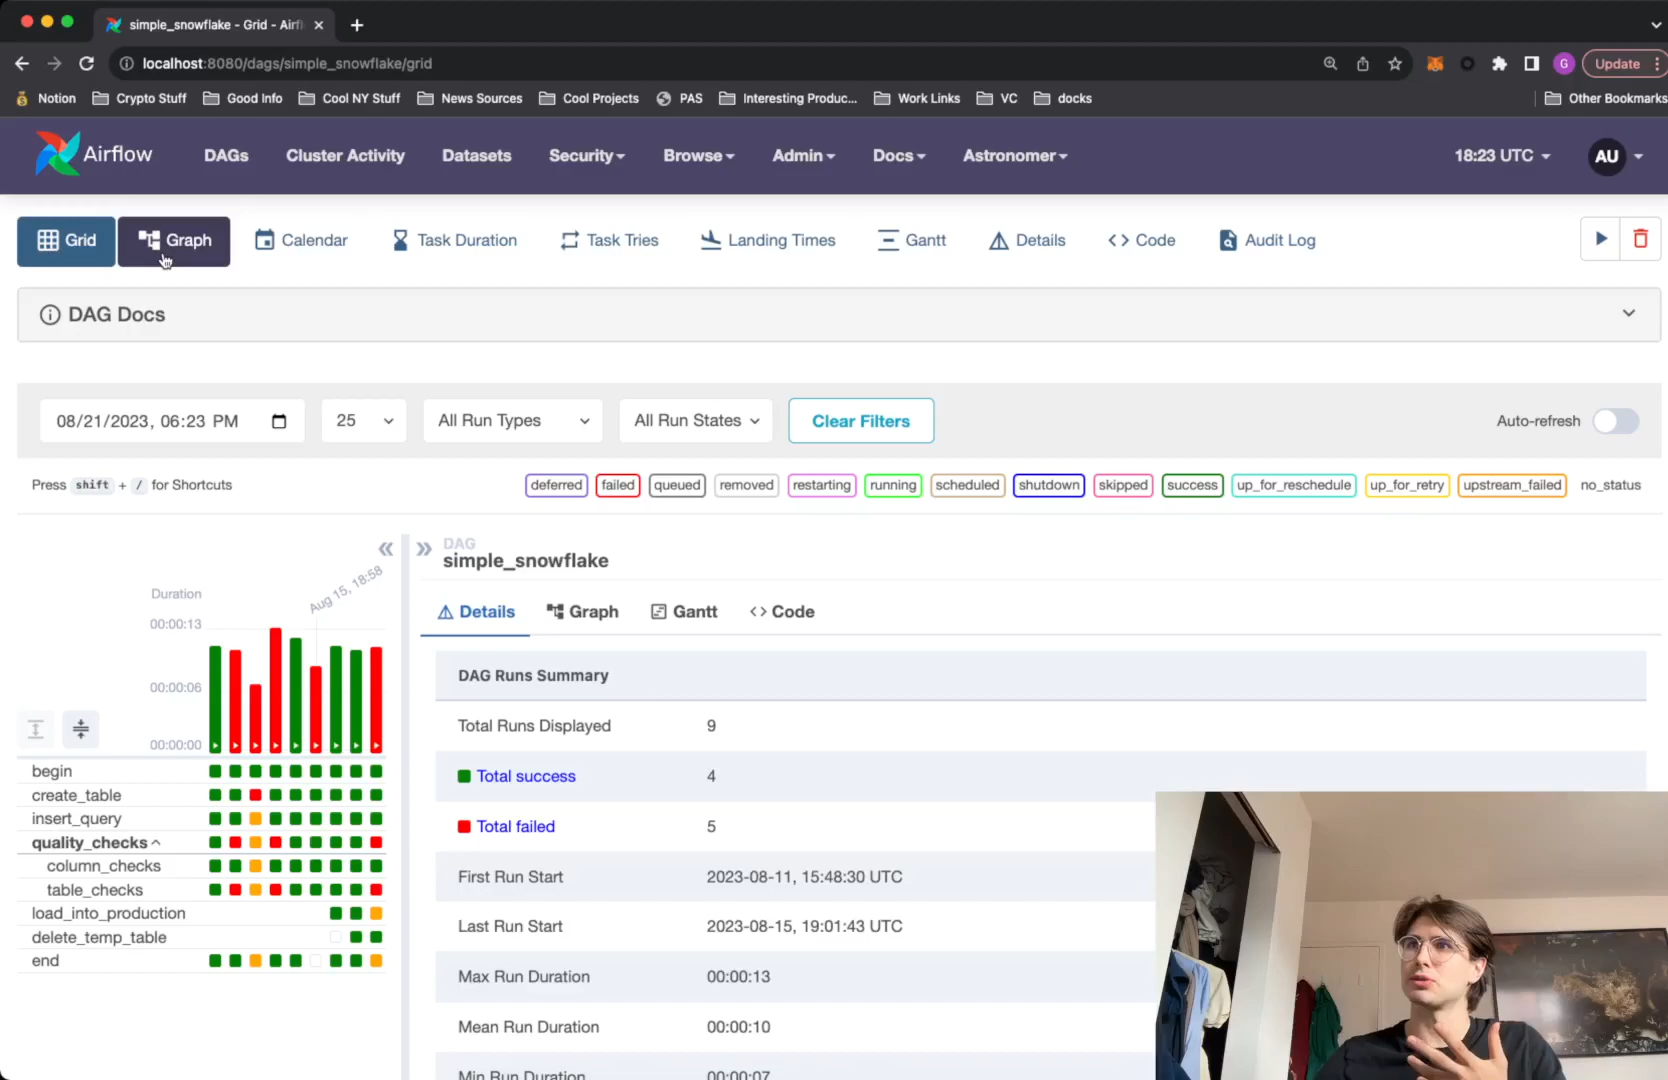 simple_snowflake - Grid - Airfl
localhost:8080/dags/simple_snowflake/grid
G
Update
Notion
Crypto Stuff
Good Info
Cool NY Stuff
News Sources
Cool Projects
PAS
Interesting Produc...
Work Links
VC
docks
Other Bookmarks
Airflow
DAGs
Cluster Activity
Datasets
Security
Browse
Admin
Docs
Astronomer
18:23 UTC
AU
Grid
Graph
Calendar
Task Duration
Task Tries
Landing Times
Gantt
Details
Code
Audit Log
DAG Docs
08/21/2023, 06:23 PM
25
All Run Types
All Run States
Clear Filters
Auto-refresh
Press shift + / for Shortcuts
deferred
failed
queued
removed
restarting
running
scheduled
shutdown
skipped
success
up_for_reschedule
up_for_retry
upstream_failed
no_status
Duration
Aug 15, 18:58
00:00:13
00:00:06
00:00:00
begin
create_table
insert_query
quality_checks
column_checks
table_checks
load_into_production
delete_temp_table
end
DAG
simple_snowflake
Details
Graph
Gantt
Code
DAG Runs Summary
Total Runs Displayed 9
Total success 4
Total failed 5
First Run Start 2023-08-11, 15:48:30 UTC
Last Run Start 2023-08-15, 19:01:43 UTC
Max Run Duration 00:00:13
Mean Run Duration 00:00:10
Min Run Duration 00:00:07